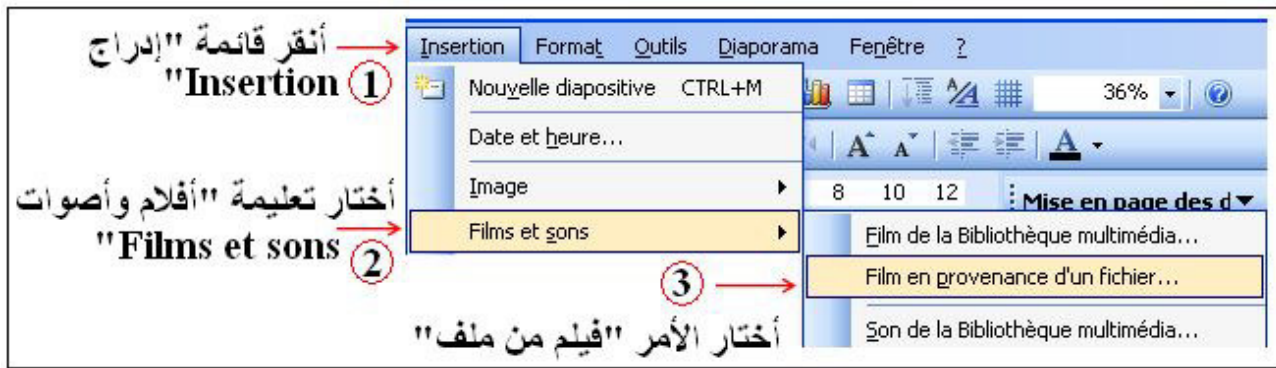 أنقر قائمة "إدراج
Insertion" 1
Insertion Format Outils Diaporama Fenêtre ?
Nouvelle diapositive CTRL+M
36%
Date et heure...
A A A
Image
8 10 12
Mise en page des d
أختار تعليمة "أفلام وأصوات
Films et sons" 2
Films et sons
Film de la Bibliothèque multimédia...
3
Film en provenance d'un fichier...
أختار الأمر "فيلم من ملف"
Son de la Bibliothèque multimédia...